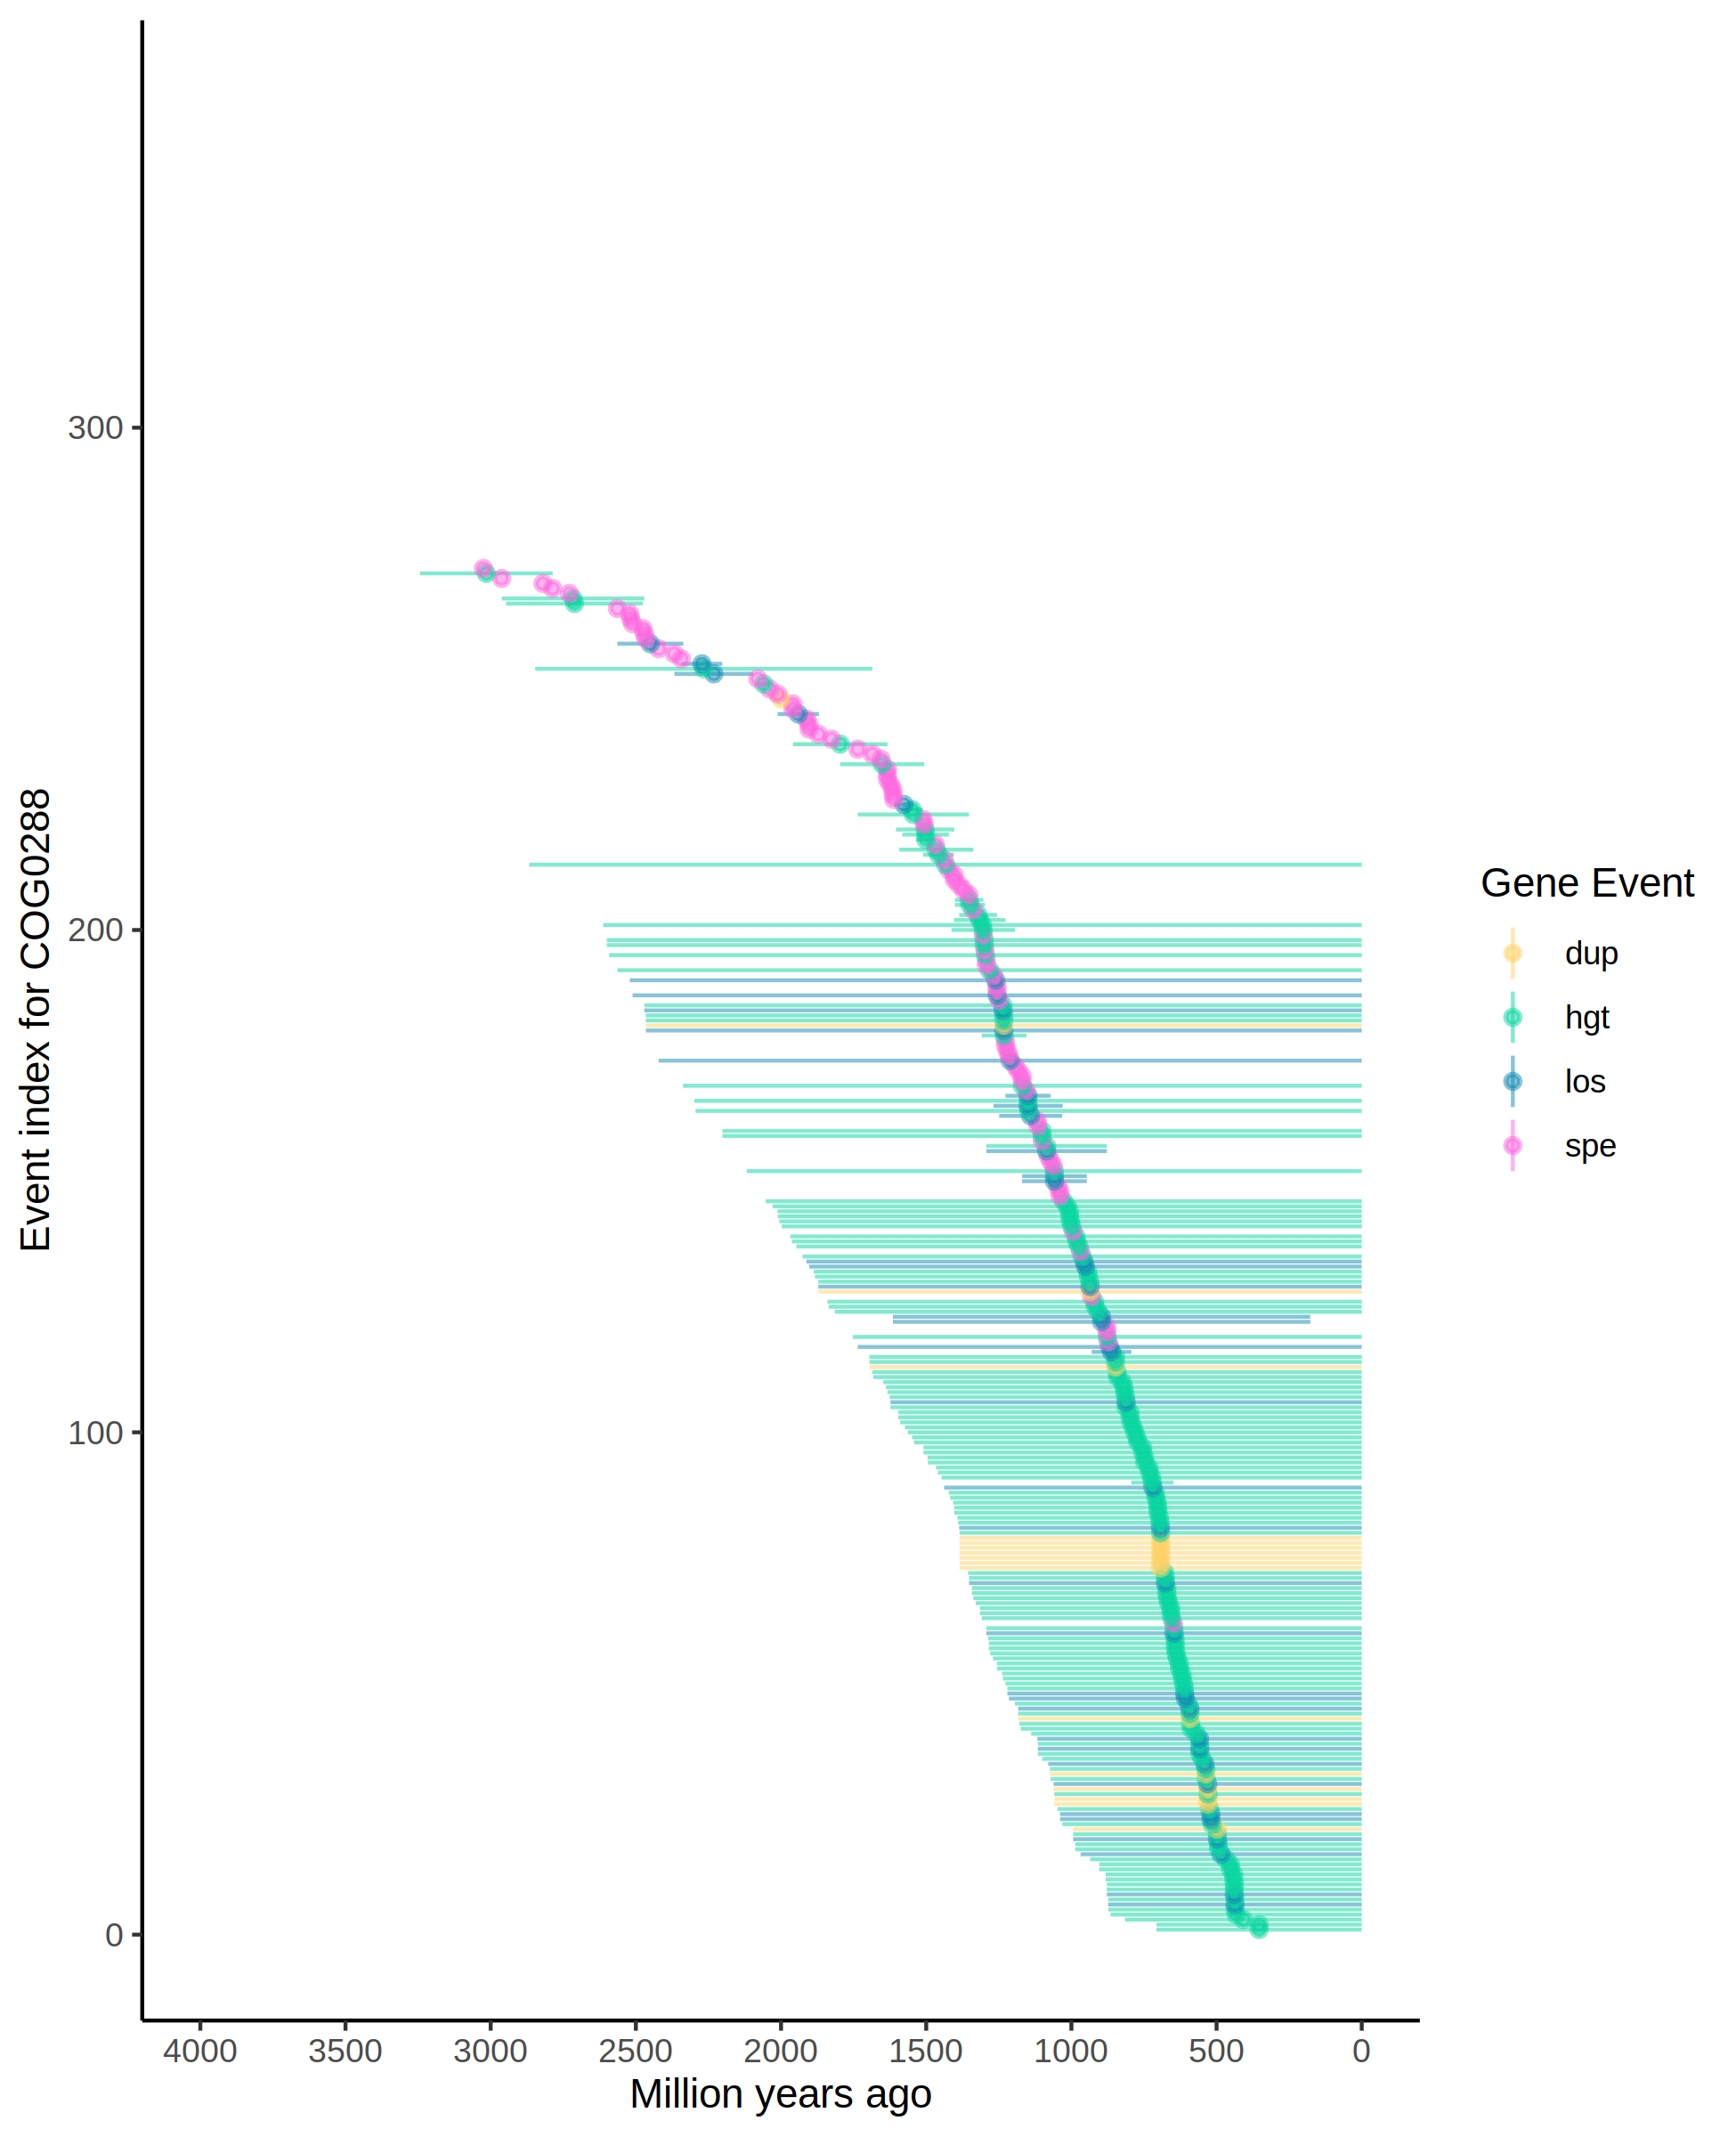 Event index for COG0288
300
200
100
0
4000 3500 3000 2500 2000 1500 1000 500 0
Million years ago
Gene Event
dup
hgt
los
spe